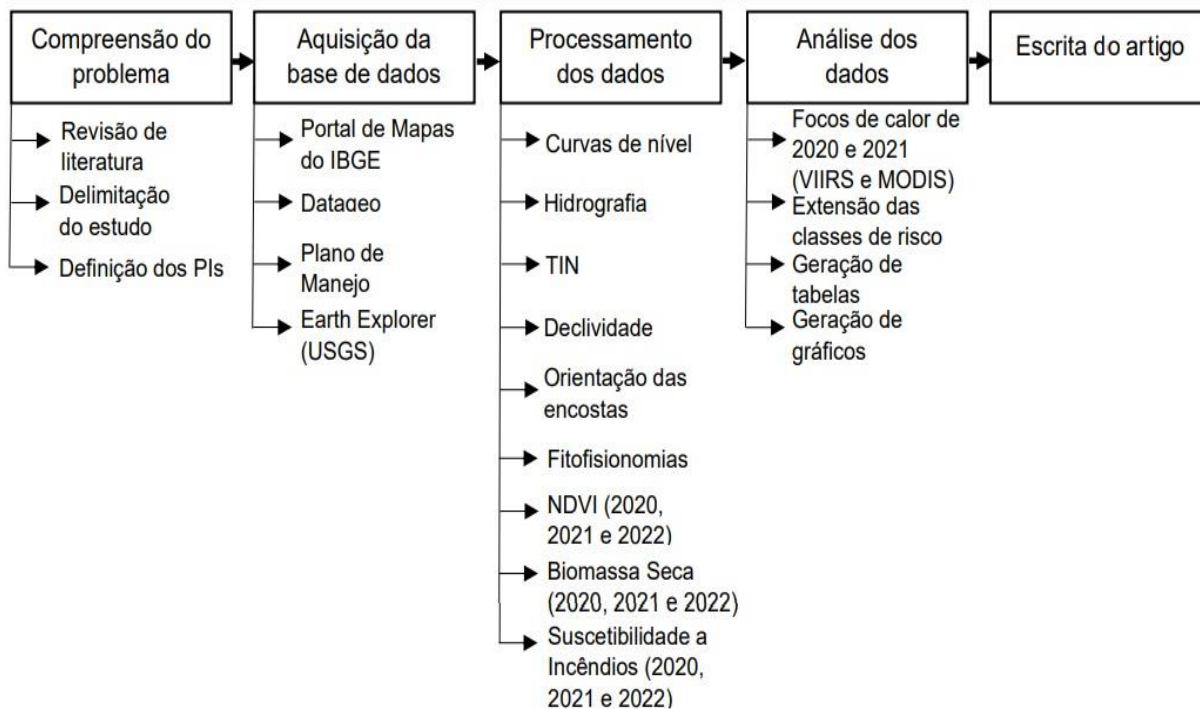 Compreensão do
problema
Revisão de
literatura
Delimitação
do estudo
Definição dos PIs
Aquisição da
base de dados
Portal de Mapas
do IBGE
Datageo
Plano de
Manejo
Earth Explorer
(USGS)
Processamento
dos dados
Curvas de nível
Hidrografia
TIN
Declividade
Orientação das
encostas
Fitofisionomias
NDVI (2020,
2021 e 2022)
Biomassa Seca
(2020, 2021 e 2022)
Suscetibilidade a
Incêndios (2020,
2021 e 2022)
Análise dos
dados
Focos de calor de
2020 e 2021
(VIIRS e MODIS)
Extensão das
classes de risco
Geração de
tabelas
Geração de
gráficos
Escrita do artigo